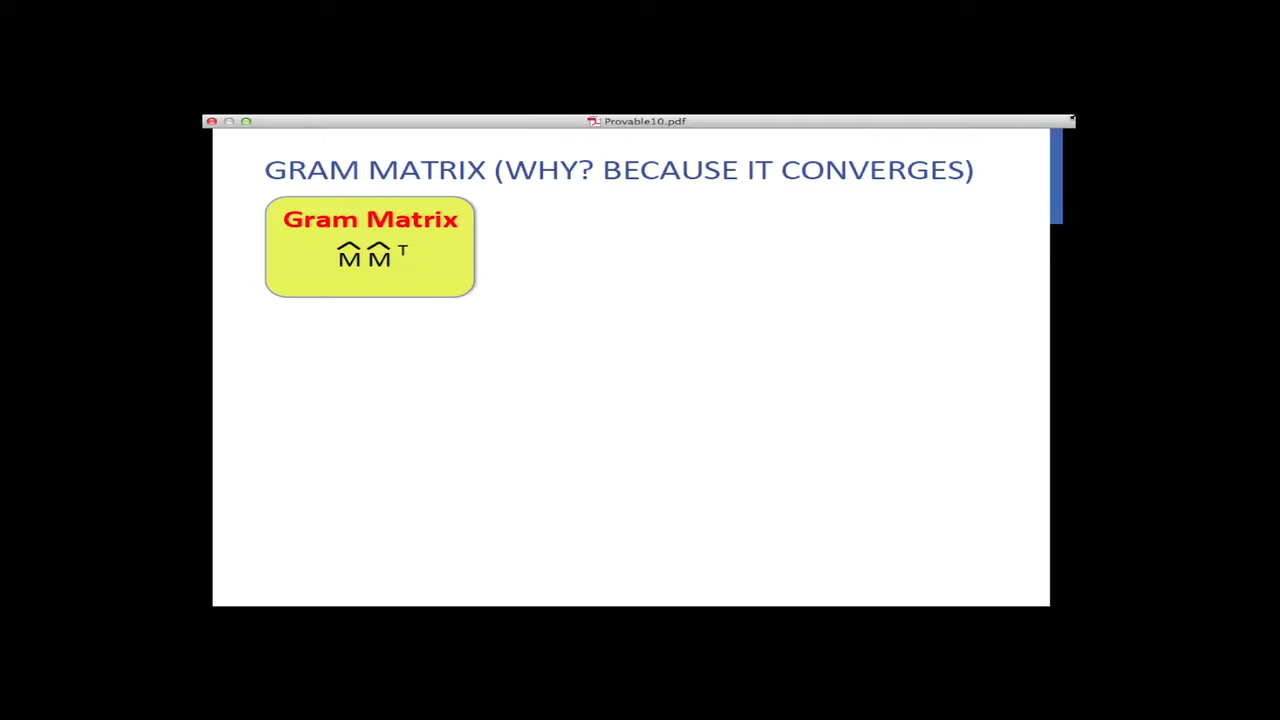 Provable10.pdf
GRAM MATRIX (WHY? BECAUSE IT CONVERGES)
Gram Matrix
M̂ M̂ ᵀ